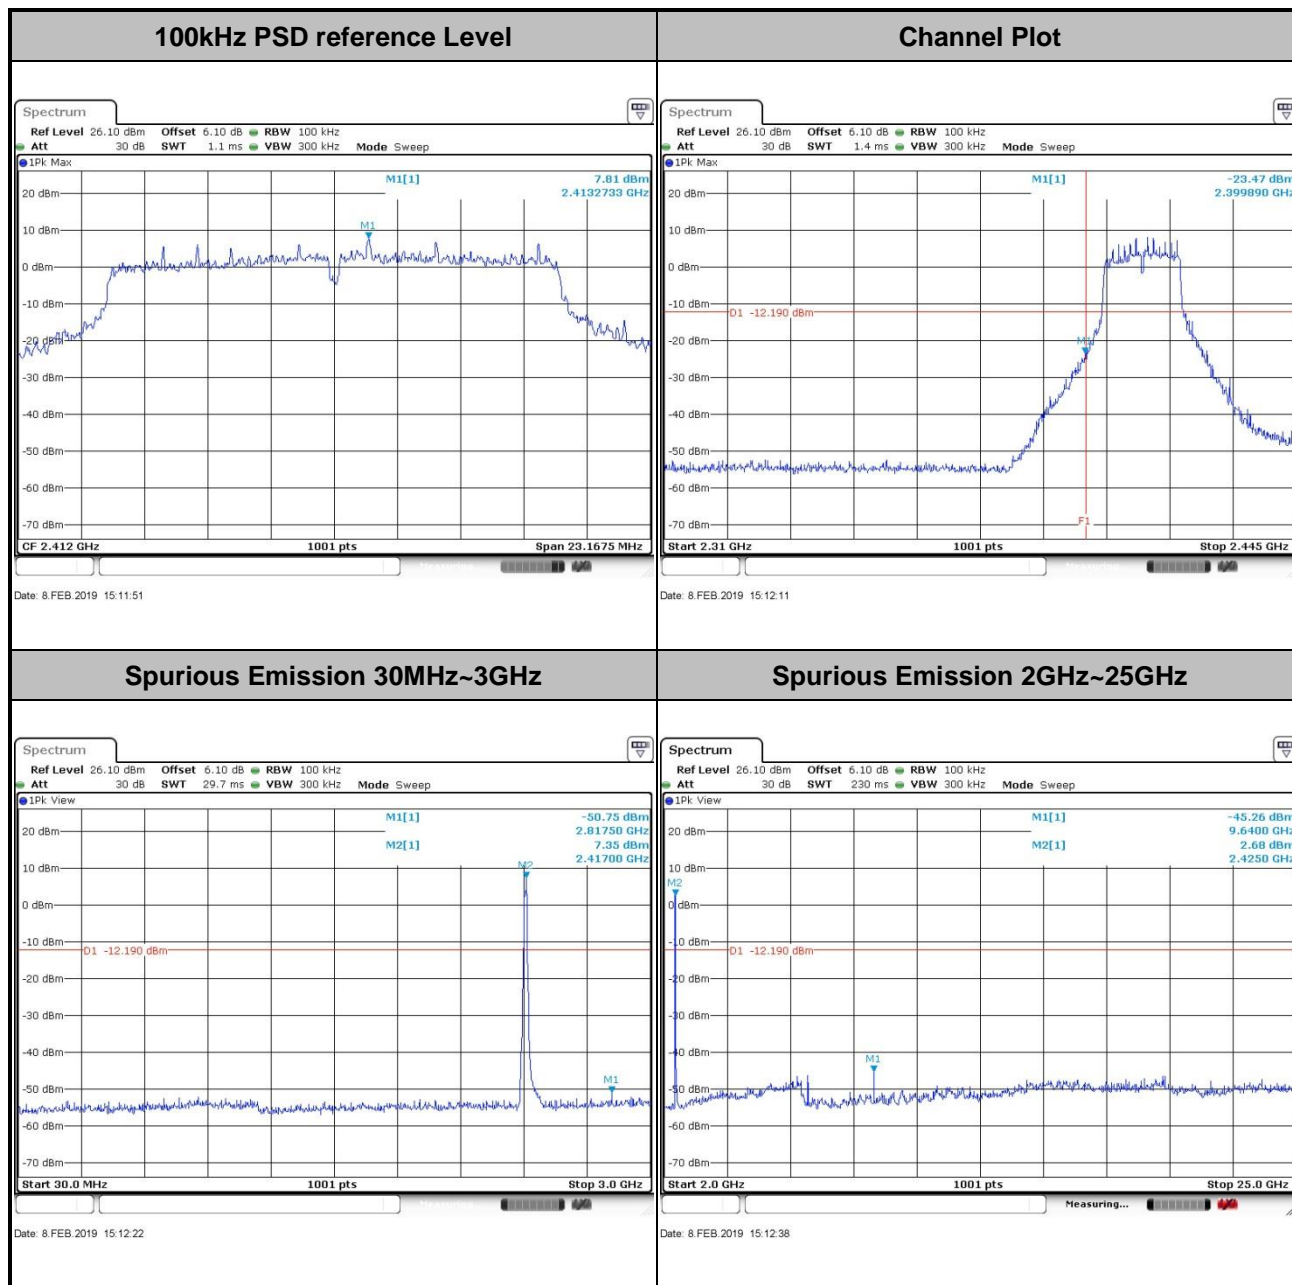 100kHz PSD reference Level
Channel Plot
Spectrum
Ref Level 26.10 dBm Offset 6.10 dB RBW 100 kHz
Att 30 dB SWT 1.1 ms VBW 300 kHz Mode Sweep
1Pk Max
M1[1] 7.81 dBm
2.4132733 GHz
20 dBm
M1
10 dBm
0 dBm
-10 dBm
-20 dBm
-30 dBm
-40 dBm
-50 dBm
-60 dBm
-70 dBm
CF 2.412 GHz 1001 pts Span 23.1675 MHz
Date: 8.FEB.2019 15:11:51
Spectrum
Ref Level 26.10 dBm Offset 6.10 dB RBW 100 kHz
Att 30 dB SWT 1.4 ms VBW 300 kHz Mode Sweep
1Pk Max
M1[1] -23.47 dBm
2.399890 GHz
20 dBm
10 dBm
0 dBm
-10 dBm
D1 -12.190 dBm
-20 dBm
M1
-30 dBm
-40 dBm
-50 dBm
-60 dBm
-70 dBm
F1
Start 2.31 GHz 1001 pts Stop 2.445 GHz
Date: 8.FEB.2019 15:12:11
Spurious Emission 30MHz~3GHz
Spurious Emission 2GHz~25GHz
Spectrum
Ref Level 26.10 dBm Offset 6.10 dB RBW 100 kHz
Att 30 dB SWT 29.7 ms VBW 300 kHz Mode Sweep
1Pk View
M1[1] -50.75 dBm
2.81750 GHz
20 dBm
M2[1] 7.35 dBm
2.41700 GHz
10 dBm
M2
0 dBm
-10 dBm
D1 -12.190 dBm
-20 dBm
-30 dBm
-40 dBm
M1
-50 dBm
-60 dBm
-70 dBm
Start 30.0 MHz 1001 pts Stop 3.0 GHz
Date: 8.FEB.2019 15:12:22
Spectrum
Ref Level 26.10 dBm Offset 6.10 dB RBW 100 kHz
Att 30 dB SWT 230 ms VBW 300 kHz Mode Sweep
1Pk View
M1[1] -45.26 dBm
9.6400 GHz
20 dBm
M2[1] 2.68 dBm
2.4250 GHz
10 dBm
M2
0 dBm
-10 dBm
D1 -12.190 dBm
-20 dBm
-30 dBm
-40 dBm
M1
-50 dBm
-60 dBm
-70 dBm
Start 2.0 GHz 1001 pts Stop 25.0 GHz
Measuring...
Date: 8.FEB.2019 15:12:38